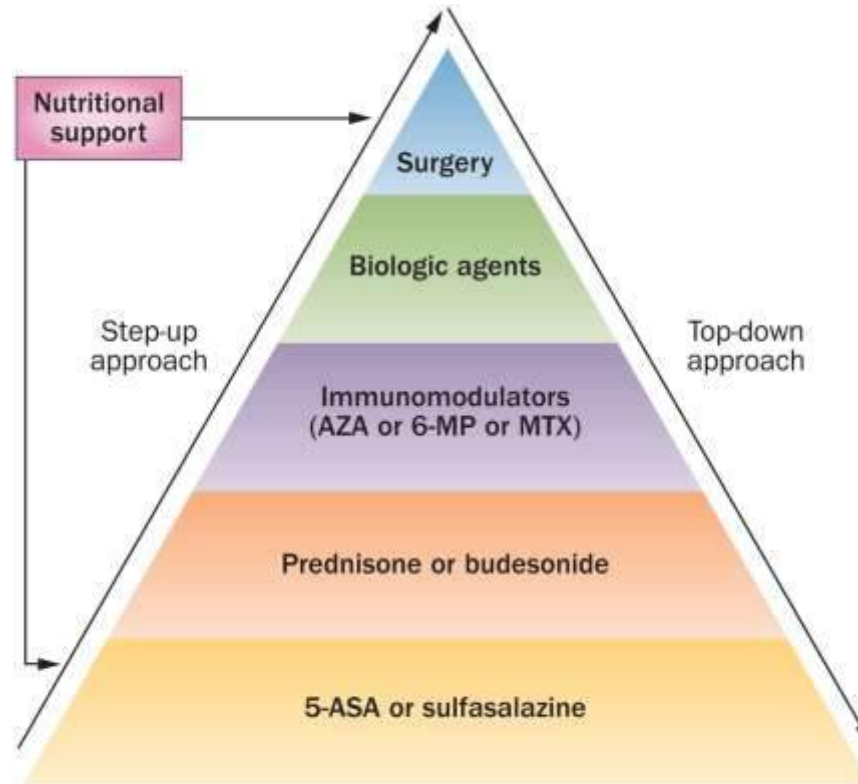 Nutritional
support
Surgery
Biologic agents
Step-up
approach
Top-down
approach
Immunomodulators
(AZA or 6-MP or MTX)
Prednisone or budesonide
5-ASA or sulfasalazine